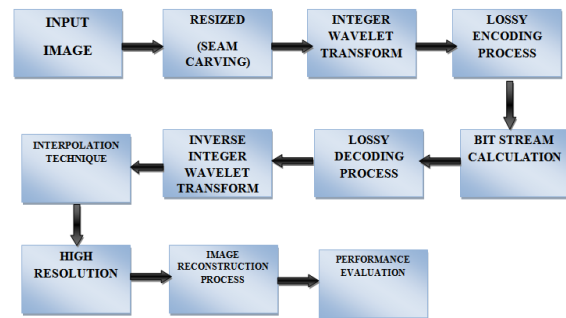 INPUT
IMAGE
RESIZED
(SEAM
CARVING)
INTEGER
WAVELET
TRANSFORM
LOSSY
ENCODING
PROCESS
BIT STREAM
CALCULATION
LOSSY
DECODING
PROCESS
INVERSE
INTEGER
WAVELET
TRANSFORM
INTERPOLATION
TECHNIQUE
HIGH
RESOLUTION
IMAGE
RECONSTRUCTION
PROCESS
PERFORMANCE
EVALUATION